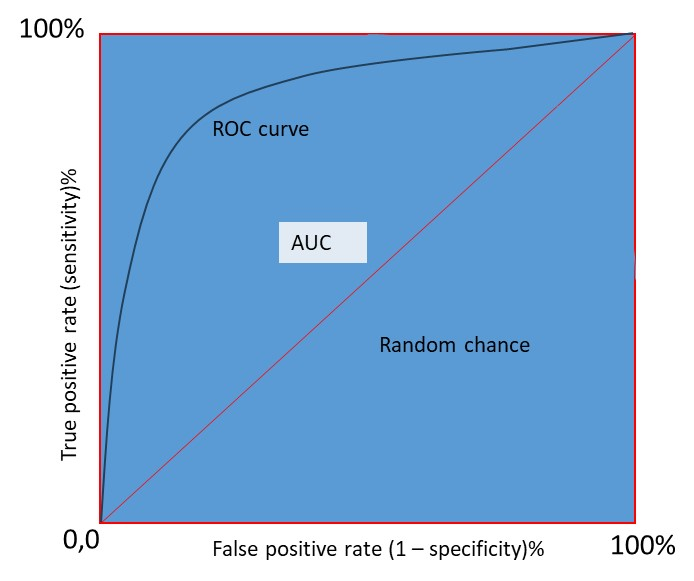 100%
ROC curve
AUC
Random chance
True positive rate (sensitivity)%
0,0
False positive rate (1 – specificity)%
100%